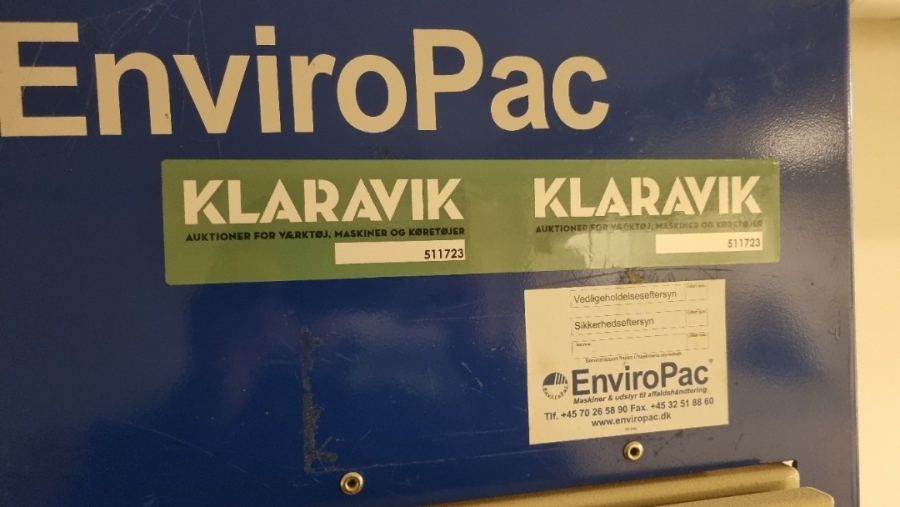 EnviroPac
KLARAVIK
AUKTIONER FOR VÆRKTØJ, MASKINER OG KØRETØJER
511723
KLARAVIK
AUKTIONER FOR VÆRKTØJ, MASKINER OG KØRETØJER
511723
Vedligeholdelseseftersyn
Sikkerhedseftersyn
EnviroPac®
Maskiner & udstyr til affaldshåndtering
Tlf. +45 70 26 58 90 Fax. +45 32 51 88 60
www.enviropac.dk